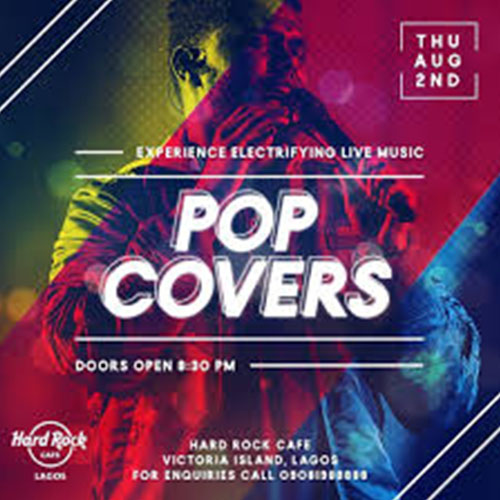 THU
AUG
2ND
EXPERIENCE ELECTRIFYING LIVE MUSIC
POP
COVERS
DOORS OPEN 8:30 PM
Hard Rock
CAFE
LAGOS
HARD ROCK CAFE
VICTORIA ISLAND, LAGOS
FOR ENQUIRIES CALL